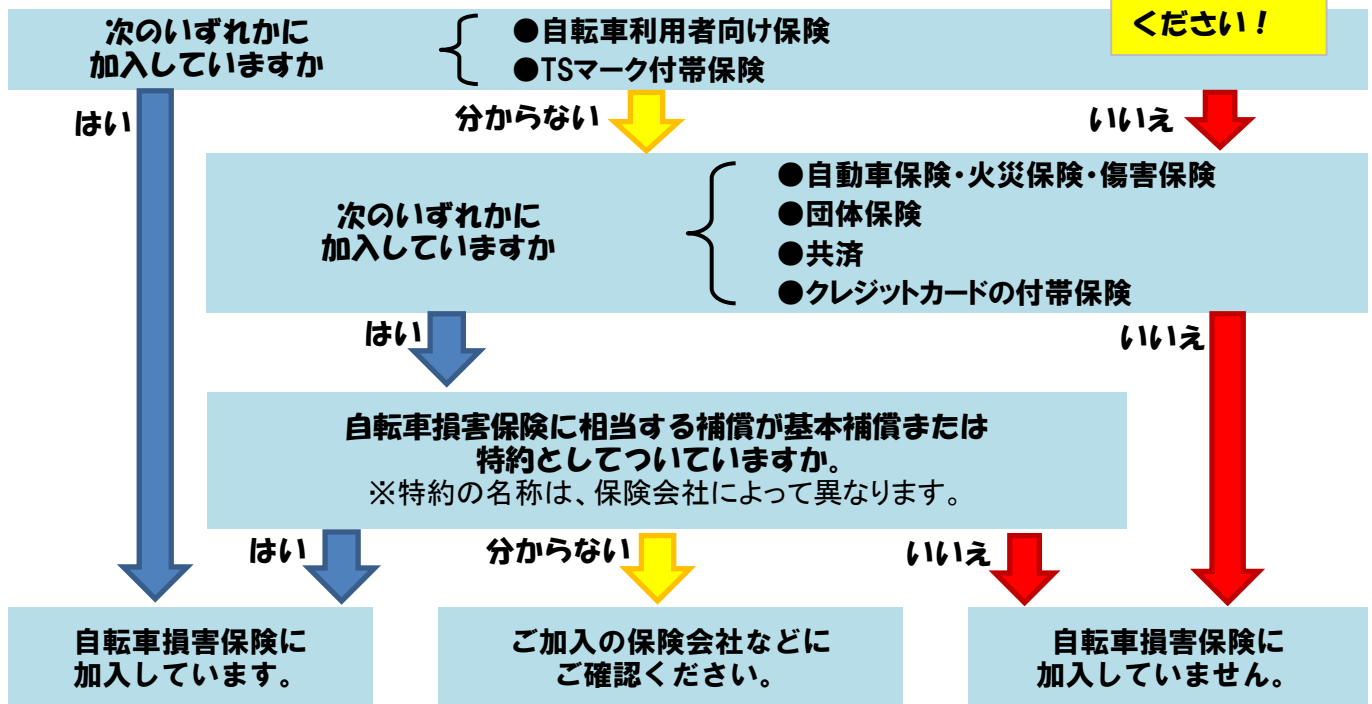 ください！
次のいずれかに
加入していますか
●自転車利用者向け保険
●TSマーク付帯保険
はい
分からない
いいえ
次のいずれかに
加入していますか
●自動車保険・火災保険・傷害保険
●団体保険
●共済
●クレジットカードの付帯保険
はい
いいえ
自転車損害保険に相当する補償が基本補償または
特約としてついていますか。
※特約の名称は、保険会社によって異なります。
はい
分からない
いいえ
自転車損害保険に
加入しています。
ご加入の保険会社などに
ご確認ください。
自転車損害保険に
加入していません。